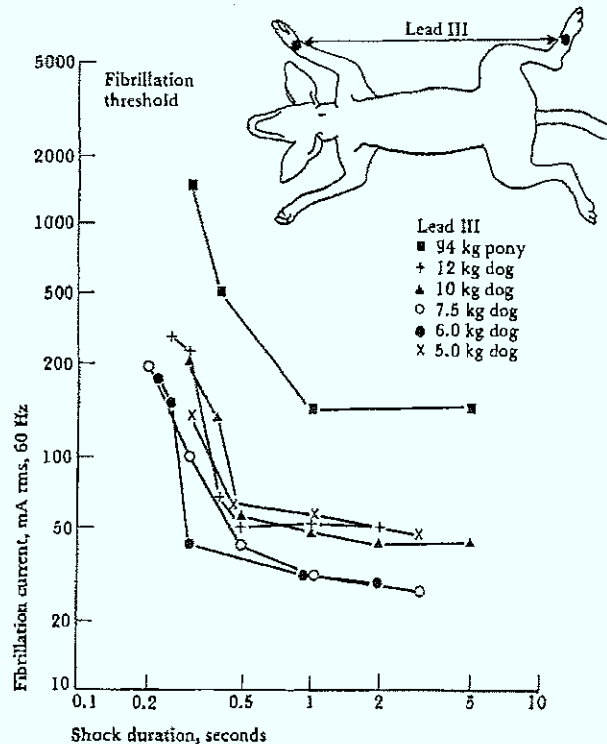 Lead III
5000
Fibrillation
threshold
2000
1000
500
200
100
50
20
10
Fibrillation current, mA rms, 60 Hz
Lead III
■ 94 kg pony
+ 12 kg dog
▲ 10 kg dog
○ 7.5 kg dog
● 6.0 kg dog
× 5.0 kg dog
0.1 0.2 0.5 1 2 5 10
Shock duration, seconds